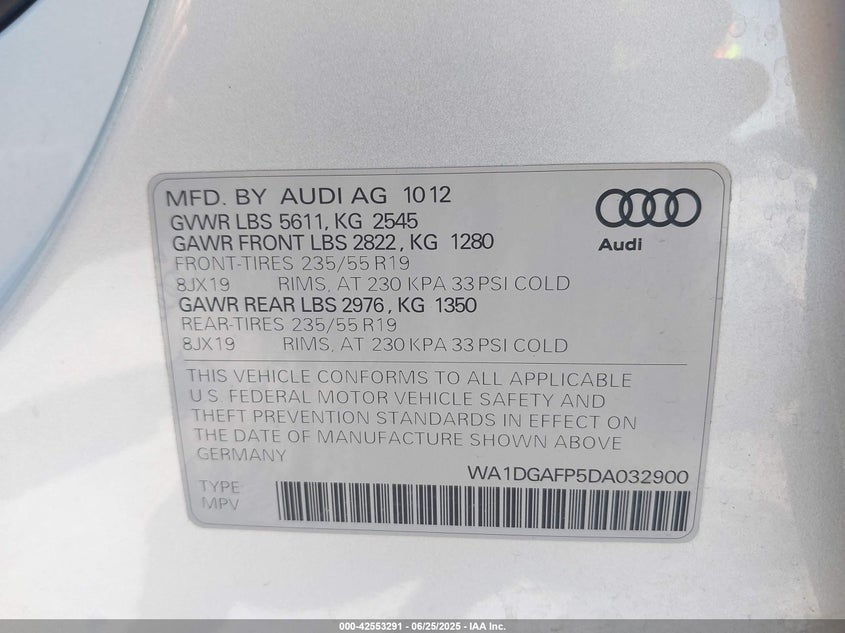 MFD. BY AUDI AG 1012
GVWR LBS 5611, KG 2545
GAWR FRONT LBS 2822, KG 1280
FRONT-TIRES 235/55 R19
8JX19 RIMS, AT 230 KPA 33 PSI COLD
GAWR REAR LBS 2976, KG 1350
REAR-TIRES 235/55 R19
8JX19 RIMS, AT 230 KPA 33 PSI COLD
Audi
THIS VEHICLE CONFORMS TO ALL APPLICABLE
U.S. FEDERAL MOTOR VEHICLE SAFETY AND
THEFT PREVENTION STANDARDS IN EFFECT ON
THE DATE OF MANUFACTURE SHOWN ABOVE
GERMANY
WA1DGAFP5DA032900
TYPE
MPV
000-42553291 - 06/25/2025 - IAA Inc.